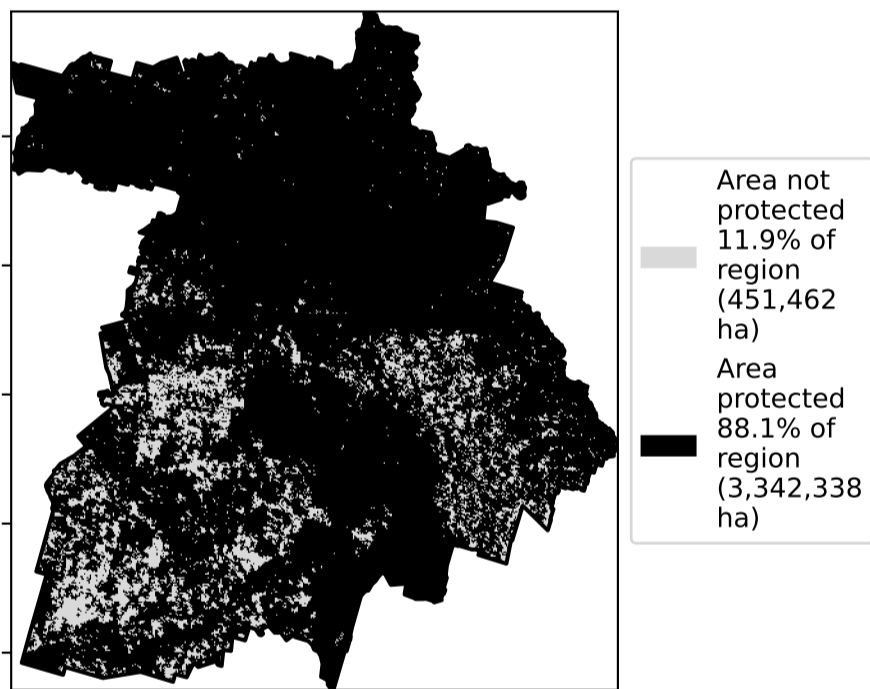 Area not
protected
11.9% of
region
(451,462
ha)
Area
protected
88.1% of
region
(3,342,338
ha)